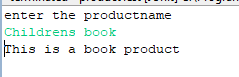 enter the productname
Childrens book
This is a book product